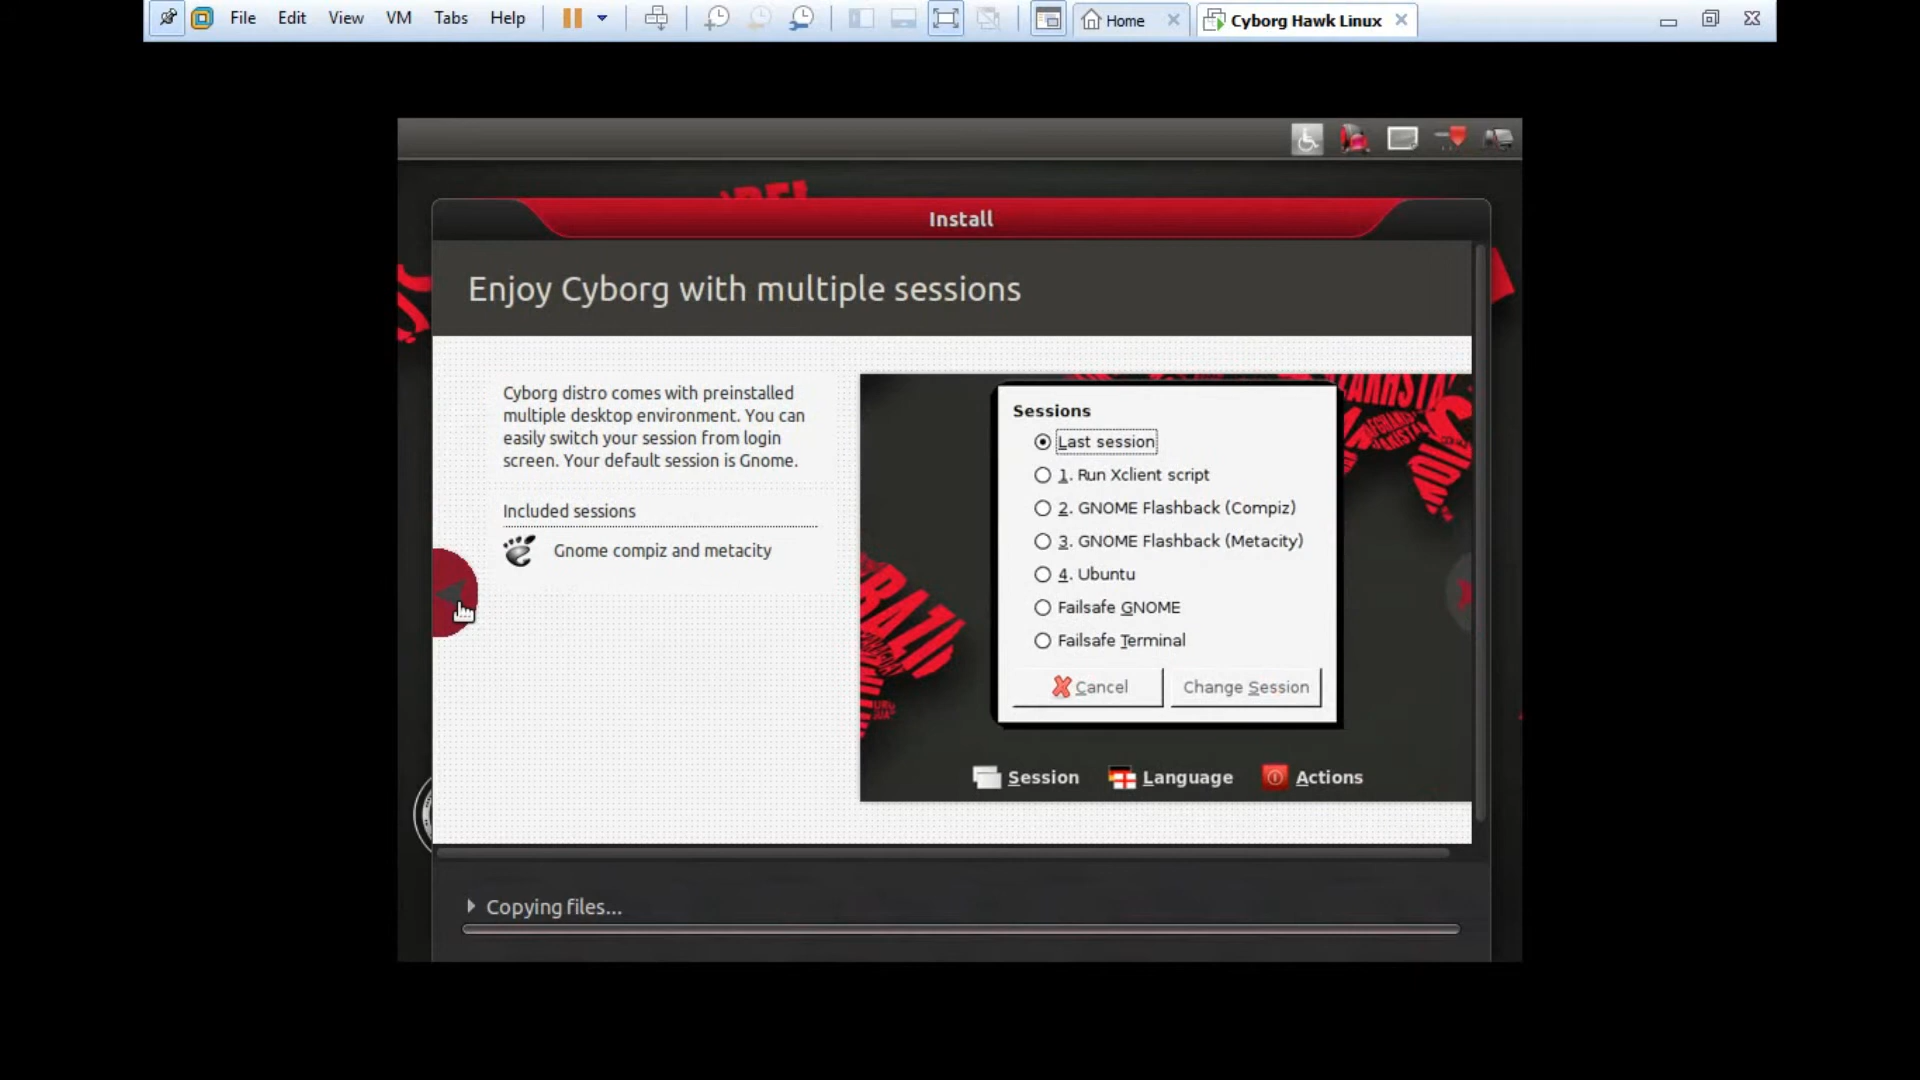 File Edit View VM Tabs Help Home Cyborg Hawk Linux
Install
Enjoy Cyborg with multiple sessions
Cyborg distro comes with preinstalled
multiple desktop environment. You can
easily switch your session from login
screen. Your default session is Gnome.
Included sessions
Gnome compiz and metacity
Sessions
Last session
1. Run Xclient script
2. GNOME Flashback (Compiz)
3. GNOME Flashback (Metacity)
4. Ubuntu
Failsafe GNOME
Failsafe Terminal
Cancel Change Session
Session Language Actions
BRAZIL
AFGHANISTAN
Copying files...